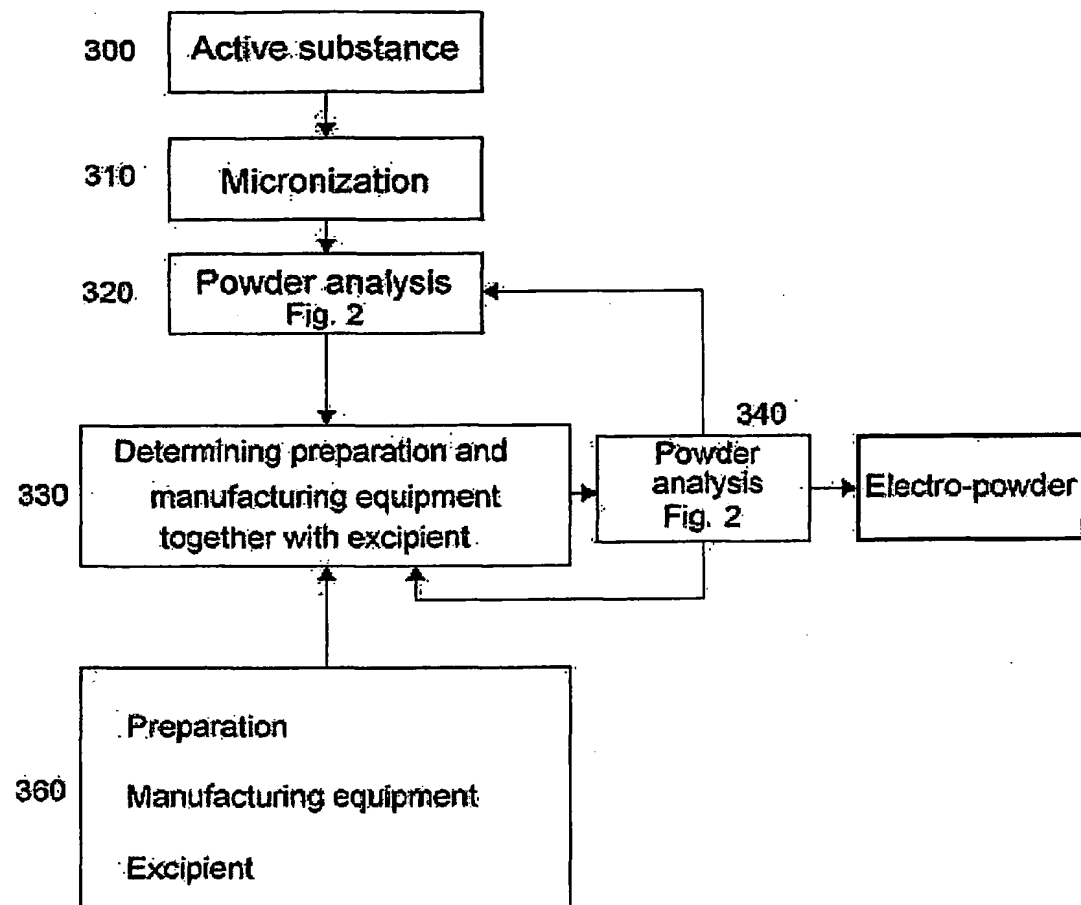 300
Active substance
310
Micronization
320
Powder analysis
Fig. 2
330
Determining preparation and
manufacturing equipment
together with excipient
340
Powder
analysis
Fig. 2
Electro-powder
360
Preparation
Manufacturing equipment
Excipient